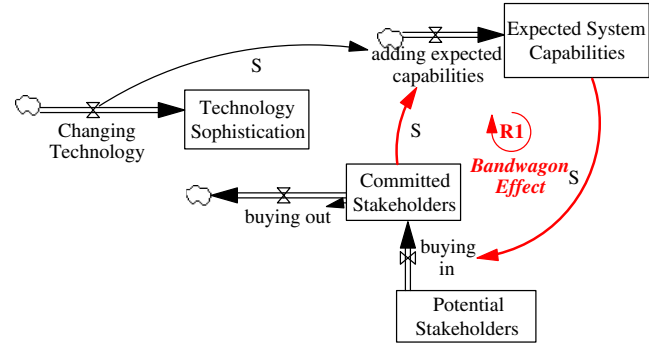 Expected System
Capabilities
adding expected
capabilities
S
Technology
Sophistication
Changing
Technology
S
R1
Bandwagon
Effect
S
Committed
Stakeholders
buying out
buying
in
Potential
Stakeholders